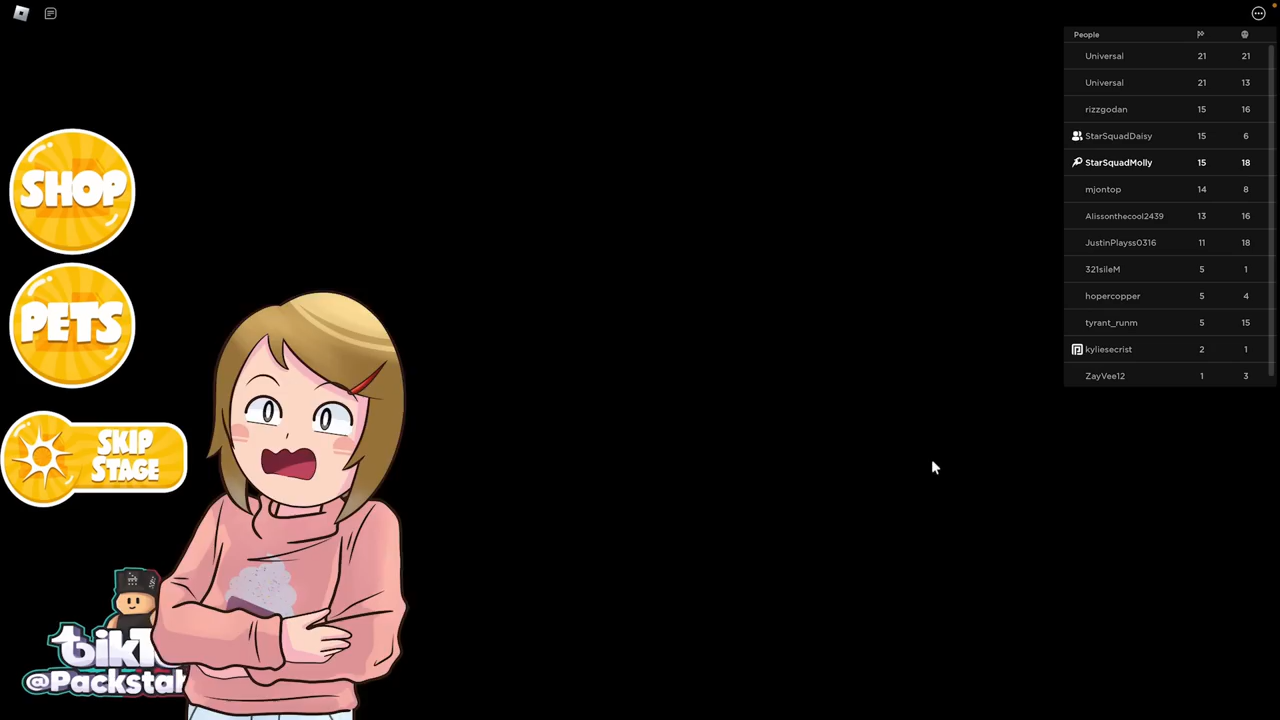 People
Universal 21 21
Universal 21 13
rizzgodan 15 16
StarSquadDaisy 15 6
StarSquadMolly 15 18
mjontop 14 8
Alissonthecool2439 13 16
JustinPlayss0316 11 18
321sileM 5 1
hopercopper 5 4
tyrant_runm 5 15
kyliesecrist 2 1
ZayVee12 1 3
SHOP
PETS
SKIP
STAGE
@Packstab